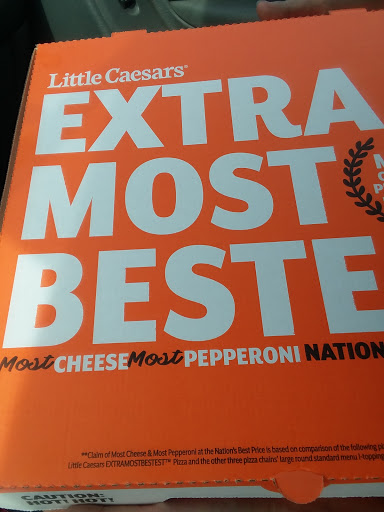 Little Caesars®
EXTRA
MOST
BESTE
Most CHEESE Most PEPPERONI NATION
**Claim of Most Cheese & Most Pepperoni at the Nation's Best Price is based on comparison of the following
Little Caesars EXTRAMOSTBESTEST™ Pizza and the other three pizza chains' large round standard menu 1-topping
CAUTION:
HOT! HOT!